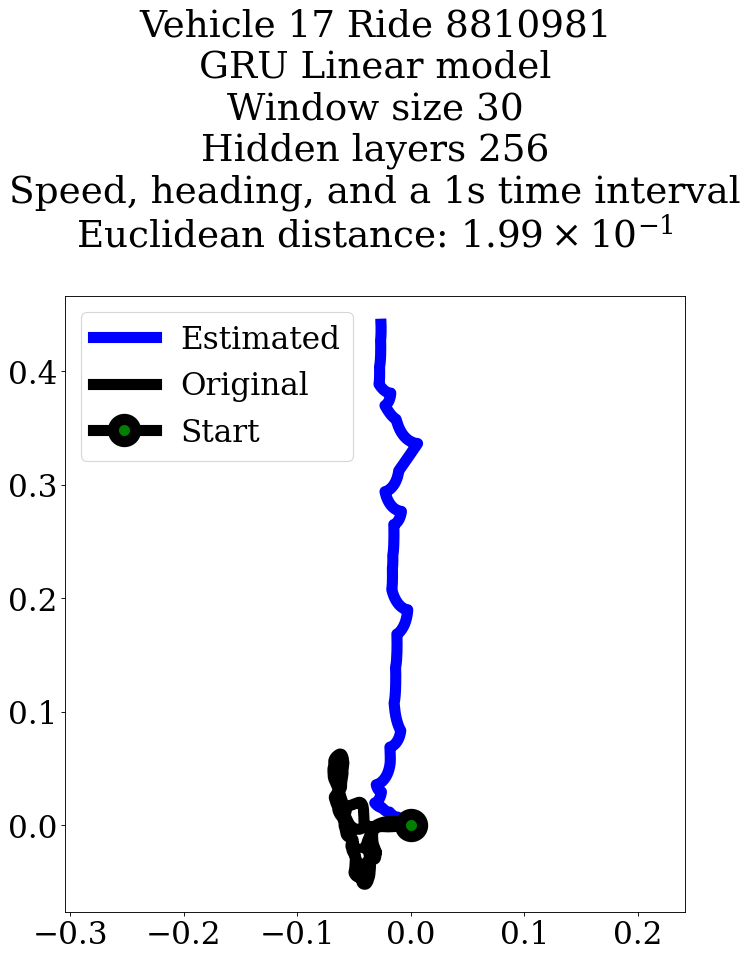 Vehicle 17 Ride 8810981
GRU Linear model
Window size 30
Hidden layers 256
Speed, heading, and a 1s time interval
Euclidean distance: 1.99 × 10⁻¹
Estimated
Original
Start
0.4
0.3
0.2
0.1
0.0
−0.3 −0.2 −0.1 0.0 0.1 0.2